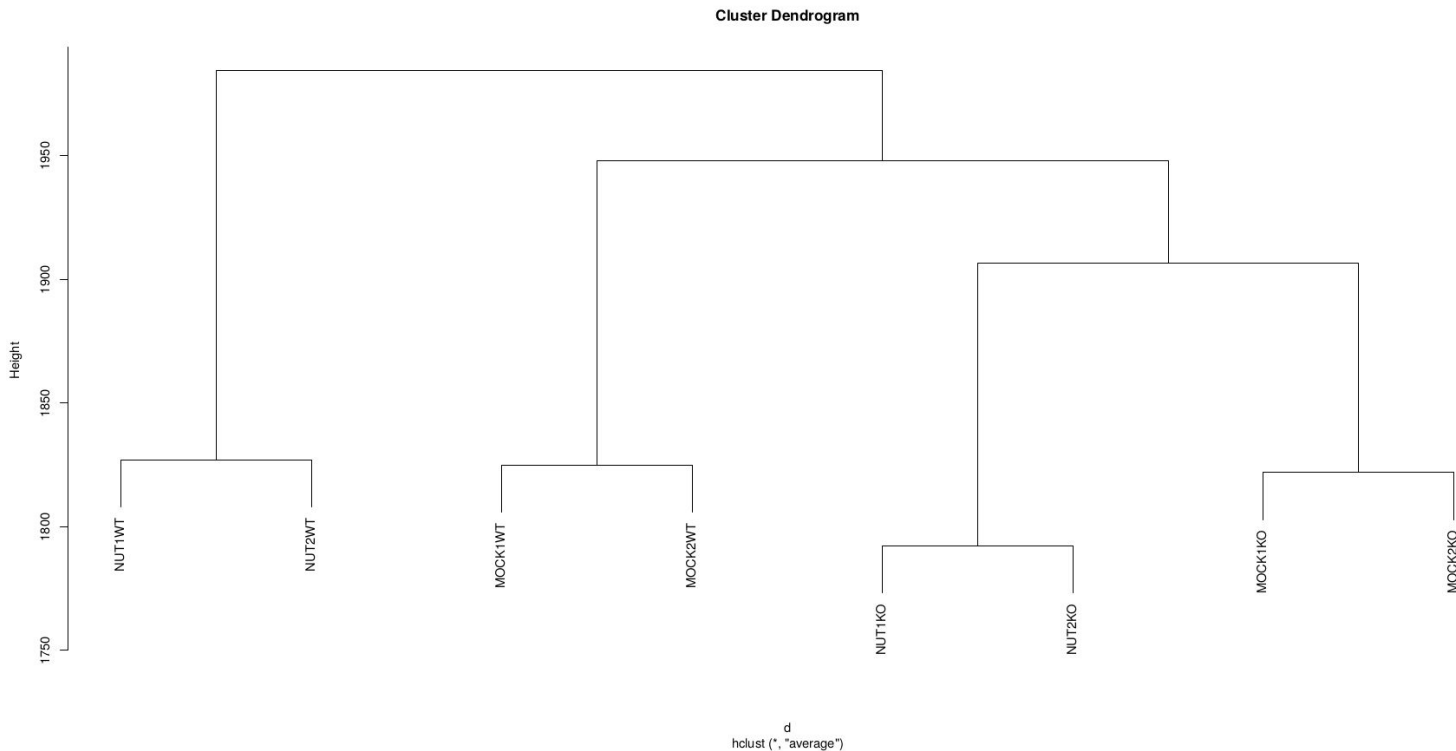 Cluster Dendrogram
Height
1950
1900
1850
1800
1750
NUT1WT
NUT2WT
MOCK1WT
MOCK2WT
NUT1KO
NUT2KO
MOCK1KO
MOCK2KO
d
hclust (*, "average")